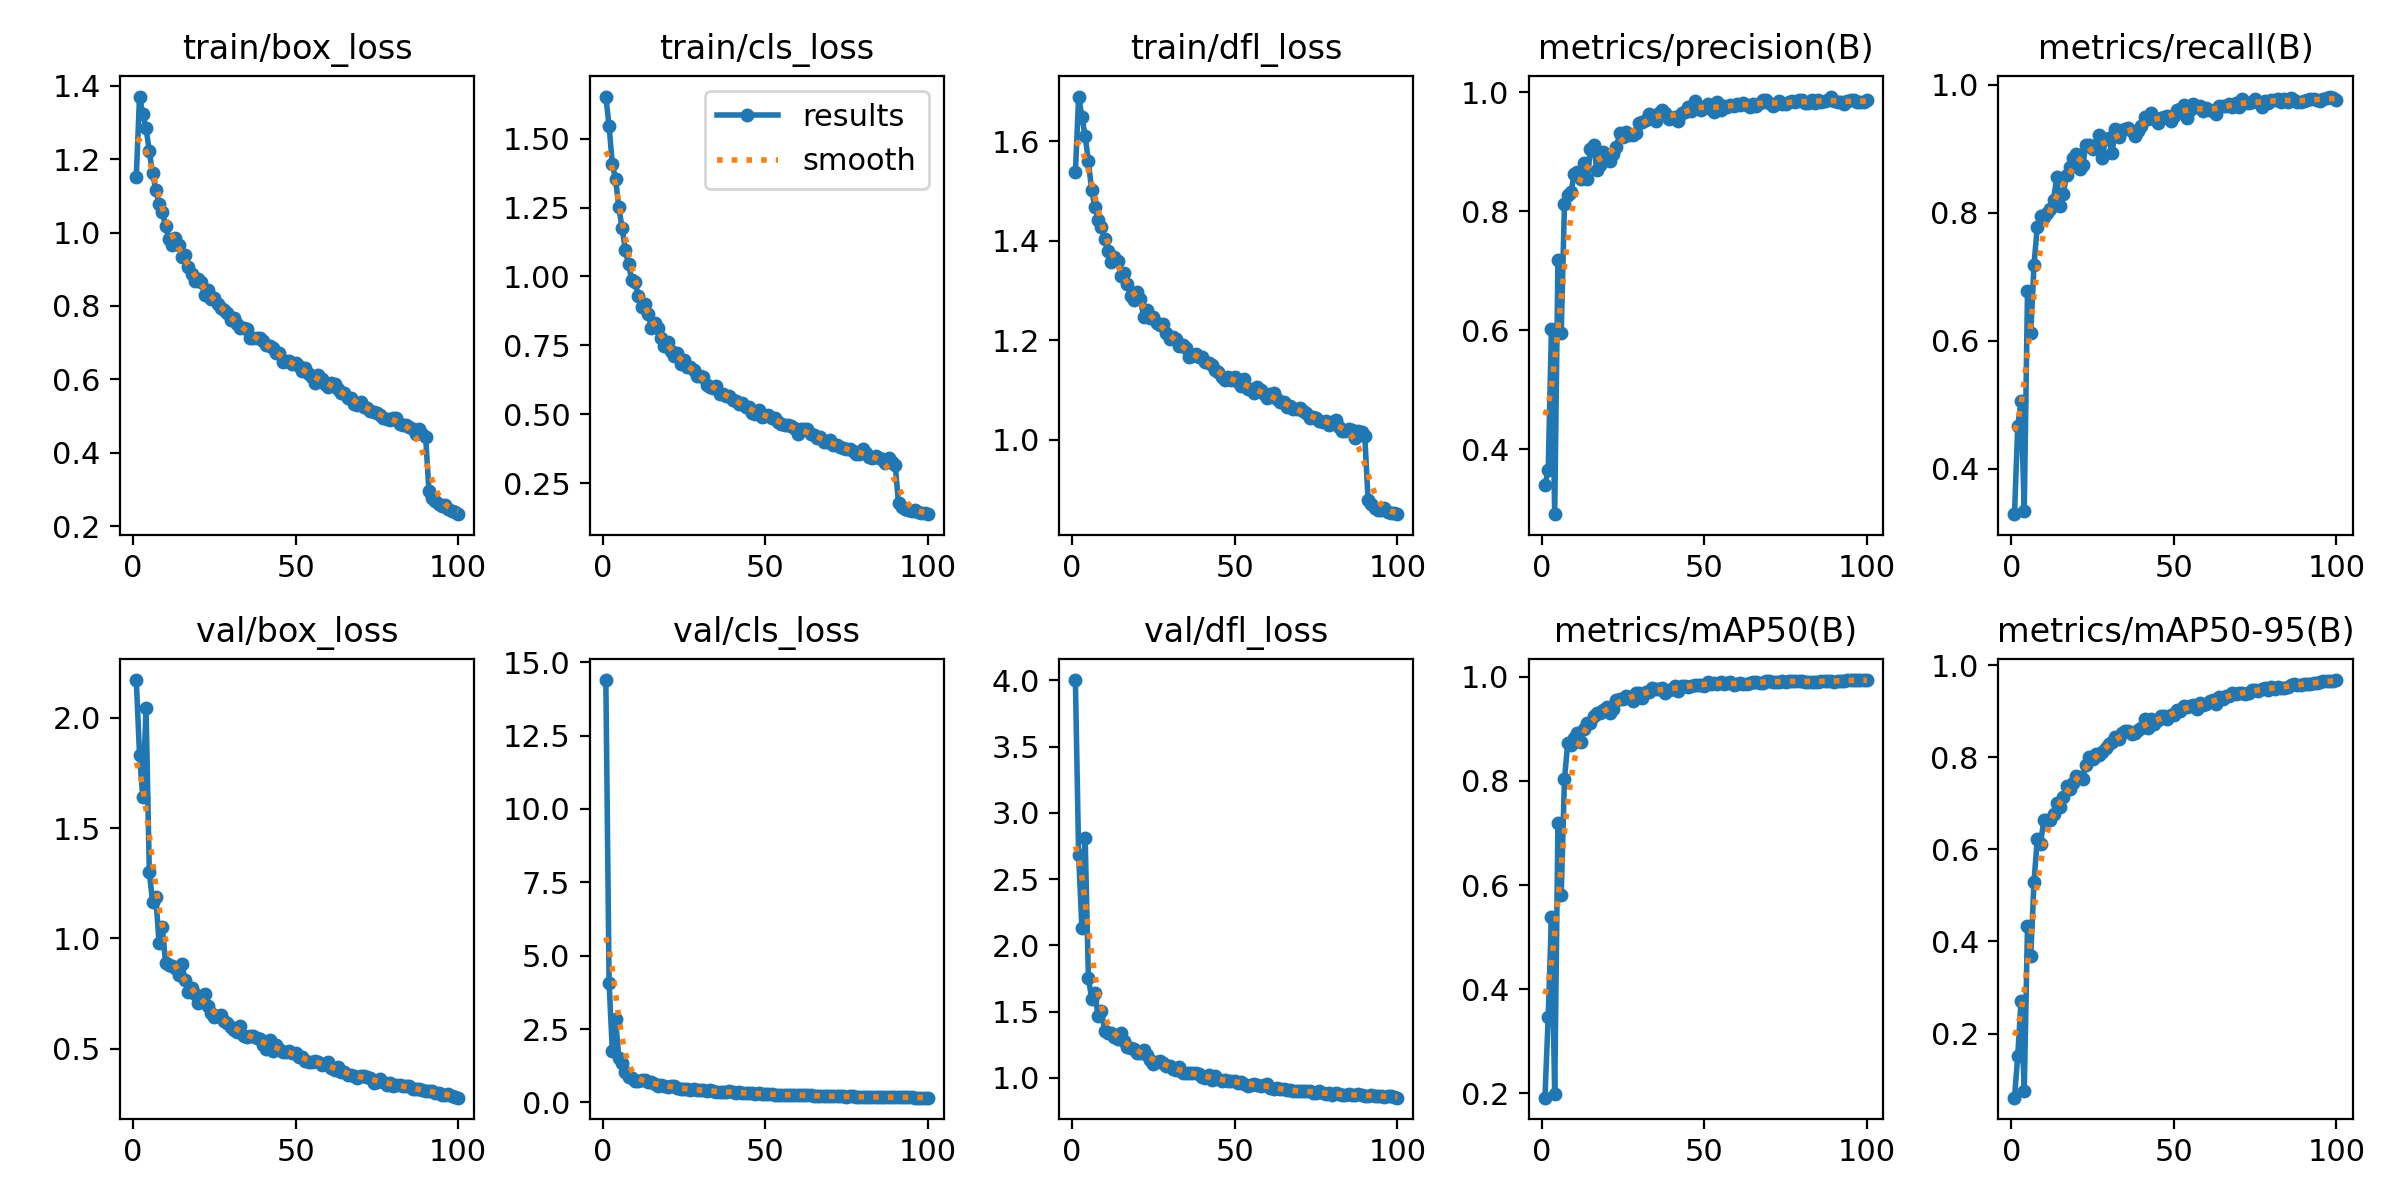 train/box_loss
1.4
1.2
1.0
0.8
0.6
0.4
0.2
0 50 100
train/cls_loss
results
smooth
1.50
1.25
1.00
0.75
0.50
0.25
0 50 100
train/dfl_loss
1.6
1.4
1.2
1.0
0 50 100
metrics/precision(B)
1.0
0.8
0.6
0.4
0 50 100
metrics/recall(B)
1.0
0.8
0.6
0.4
0 50 100
val/box_loss
2.0
1.5
1.0
0.5
0 50 100
val/cls_loss
15.0
12.5
10.0
7.5
5.0
2.5
0.0
0 50 100
val/dfl_loss
4.0
3.5
3.0
2.5
2.0
1.5
1.0
0 50 100
metrics/mAP50(B)
1.0
0.8
0.6
0.4
0.2
0 50 100
metrics/mAP50-95(B)
1.0
0.8
0.6
0.4
0.2
0 50 100